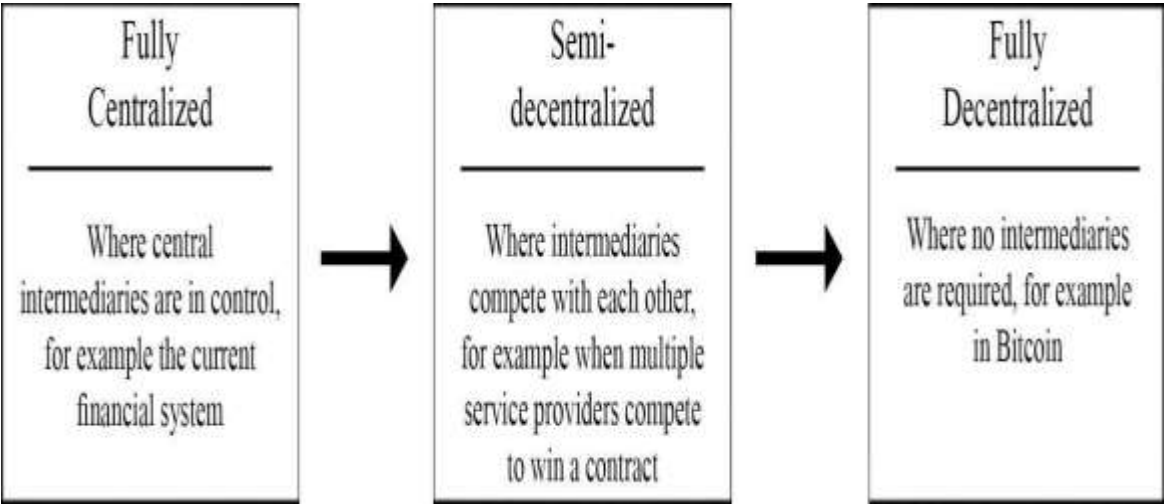 Fully
Centralized
Where central
intermediaries are in control,
for example the current
financial system
Semi-
decentralized
Where intermediaries
compete with each other,
for example when multiple
service providers compete
to win a contract
Fully
Decentralized
Where no intermediaries
are required, for example
in Bitcoin